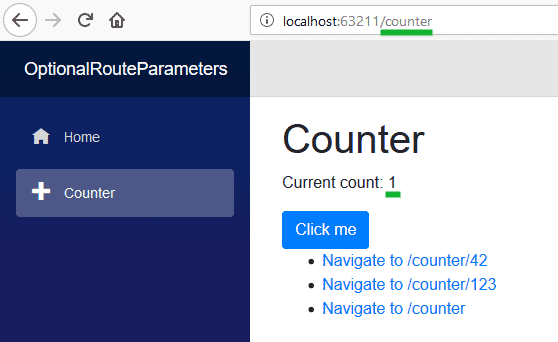 localhost:63211/counter
OptionalRouteParameters
Home
Counter
Counter
Current count: 1
Click me
Navigate to /counter/42
Navigate to /counter/123
Navigate to /counter